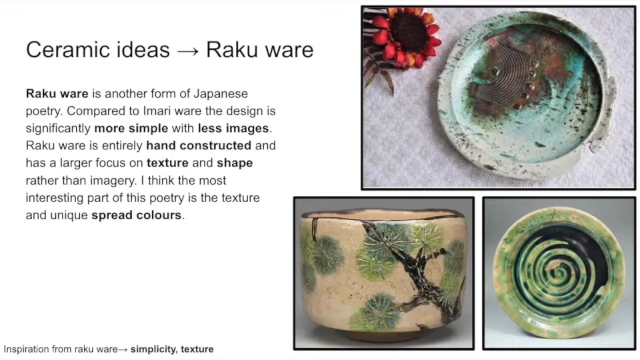 Ceramic ideas → Raku ware
Raku ware is another form of Japanese
poetry. Compared to Imari ware the design is
significantly more simple with less images.
Raku ware is entirely hand constructed and
has a larger focus on texture and shape
rather than imagery. I think the most
interesting part of this poetry is the texture
and unique spread colours.
Inspiration from raku ware→ simplicity, texture